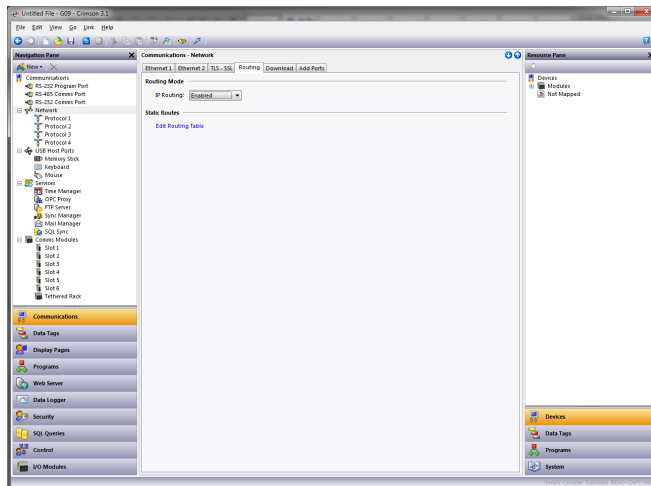 Untitled File - G09 - Crimson 3.1
File Edit View Go Link Help
Navigation Pane
New
Communications
RS-232 Program Port
RS-485 Comms Port
RS-232 Comms Port
Network
Protocol 1
Protocol 2
Protocol 3
Protocol 4
USB Host Ports
Memory Stick
Keyboard
Mouse
Services
Time Manager
OPC Proxy
FTP Server
Sync Manager
Mail Manager
SQL Sync
Comms Modules
Slot 1
Slot 2
Slot 3
Slot 4
Slot 5
Slot 6
Tethered Rack
Communications
Data Tags
Display Pages
Programs
Web Server
Data Logger
Security
SQL Queries
Control
I/O Modules
Communications - Network
Ethernet 1 Ethernet 2 TLS - SSL Routing Download Add Ports
Routing Mode
IP Routing: Enabled
Static Routes
Edit Routing Table
Resource Pane
Devices
Modules
Not Mapped
Devices
Data Tags
Programs
System